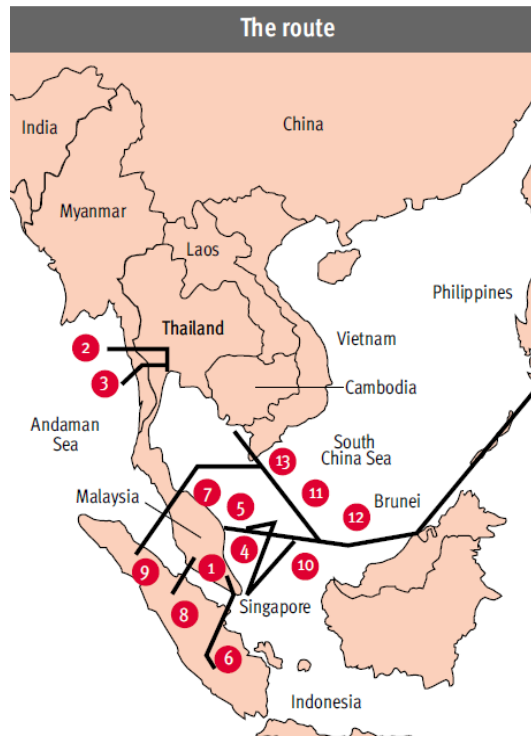 The route
India
China
Myanmar
Laos
Philippines
Thailand
Vietnam
2
Cambodia
3
Andaman
Sea
South
China Sea
13
7
11
Malaysia
5
12
Brunei
4
9
1
10
8
Singapore
6
Indonesia